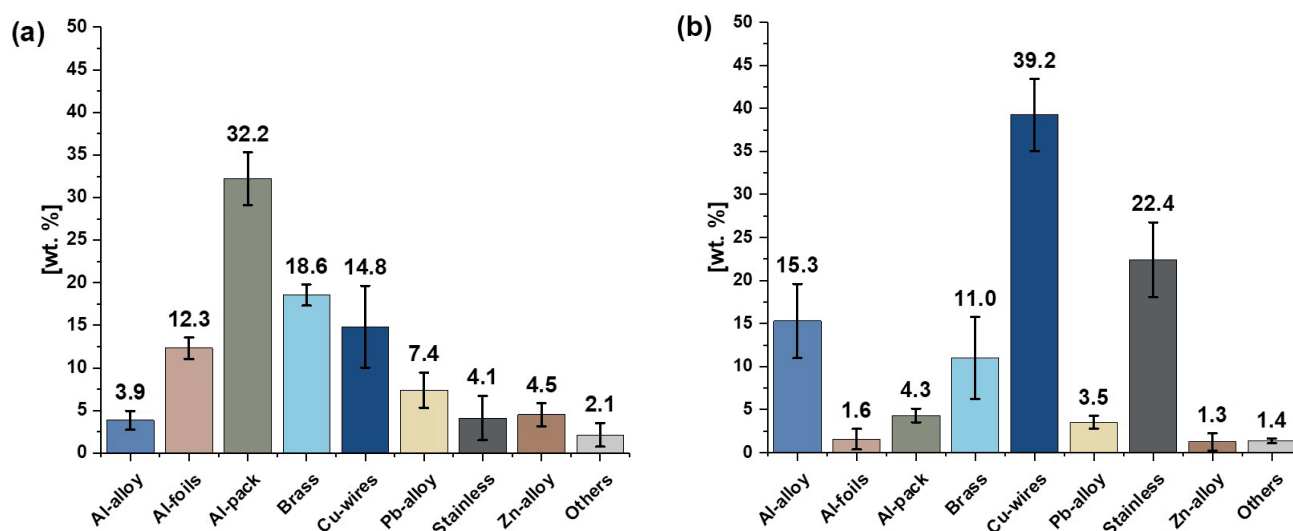 (a)
[wt. %]
50
45
40
35
30
25
20
15
10
5
0
3.9
12.3
32.2
18.6
14.8
7.4
4.1
4.5
2.1
Al-alloy
Al-foils
Al-pack
Brass
Cu-wires
Pb-alloy
Stainless
Zn-alloy
Others
(b)
[wt. %]
50
45
40
35
30
25
20
15
10
5
0
15.3
1.6
4.3
11.0
39.2
3.5
22.4
1.3
1.4
Al-alloy
Al-foils
Al-pack
Brass
Cu-wires
Pb-alloy
Stainless
Zn-alloy
Others